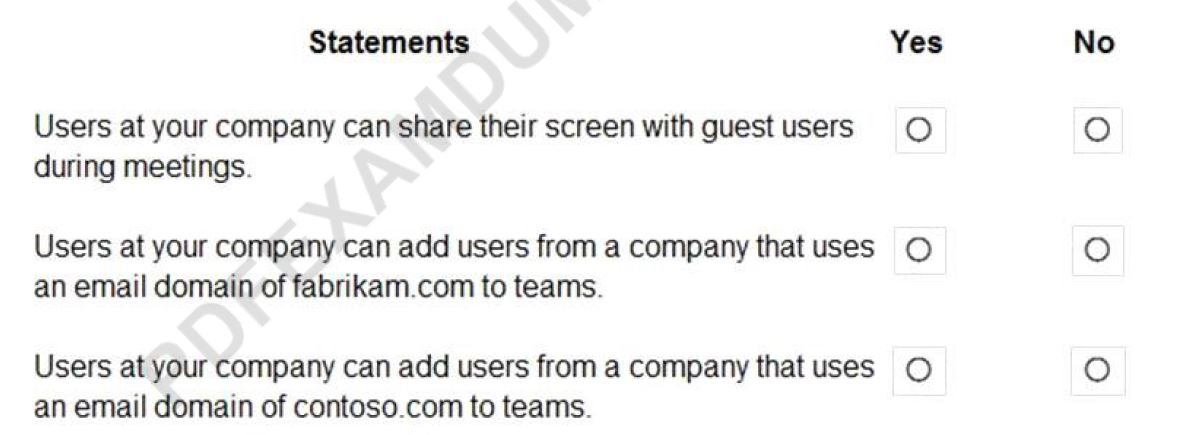 Statements Yes No
Users at your company can share their screen with guest users
during meetings.
Users at your company can add users from a company that uses
an email domain of fabrikam.com to teams.
Users at your company can add users from a company that uses
an email domain of contoso.com to teams.
PDFEXAMDUM